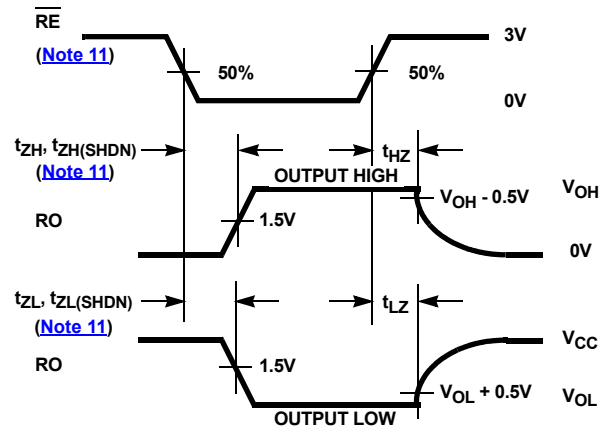 RE
(Note 11)
3V
50%
50%
0V
tZH, tZH(SHDN)
(Note 11)
tHZ
OUTPUT HIGH
VOH - 0.5V
VOH
RO
1.5V
0V
tZL, tZL(SHDN)
(Note 11)
tLZ
VCC
RO
1.5V
VOL + 0.5V
VOL
OUTPUT LOW